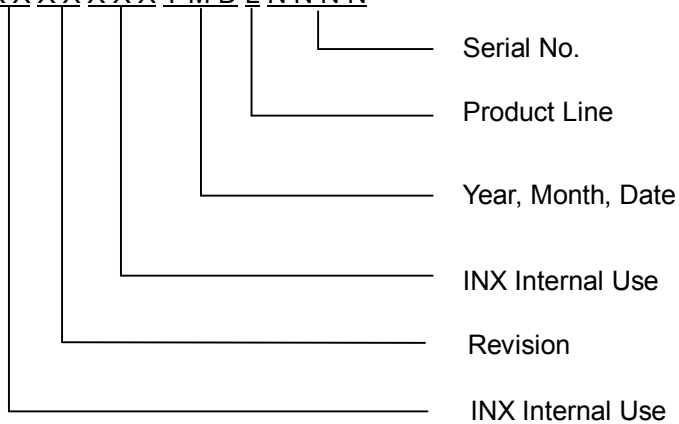 X X X X X X X Y M D L N N N N
Serial No.
Product Line
Year, Month, Date
INX Internal Use
Revision
INX Internal Use